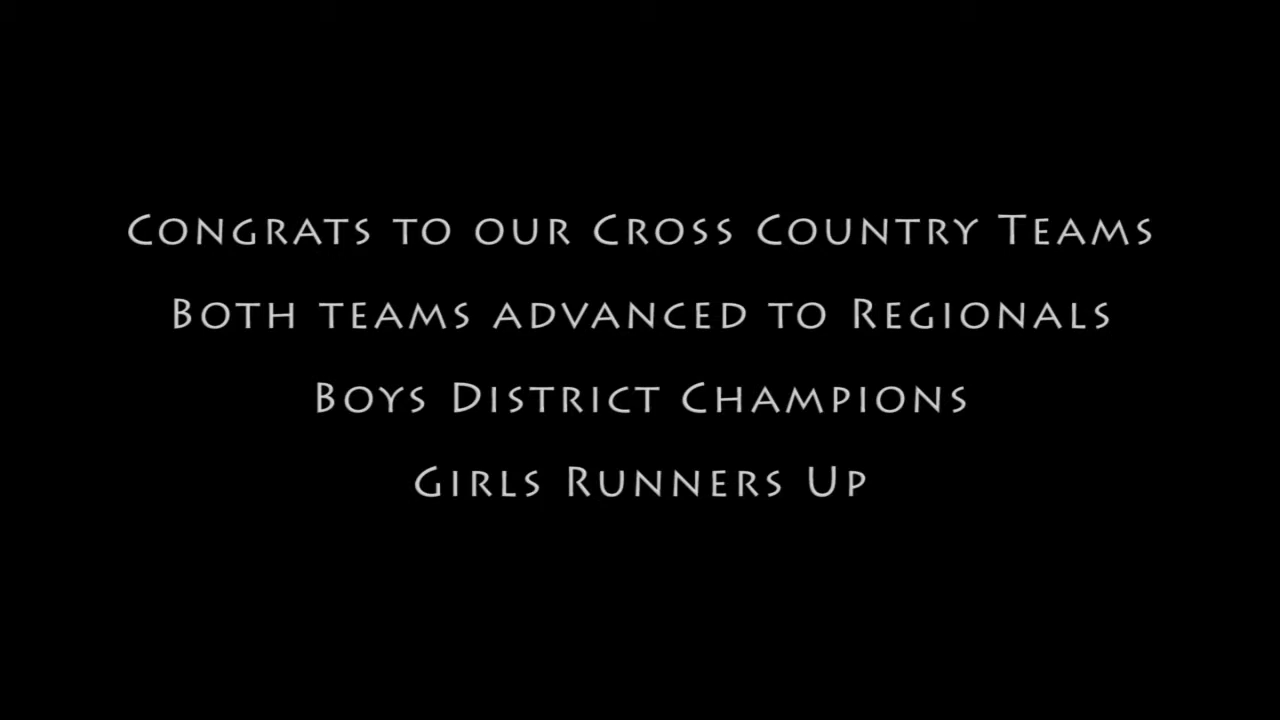 Congrats to our Cross Country Teams
Both teams advanced to Regionals
Boys District Champions
Girls Runners Up